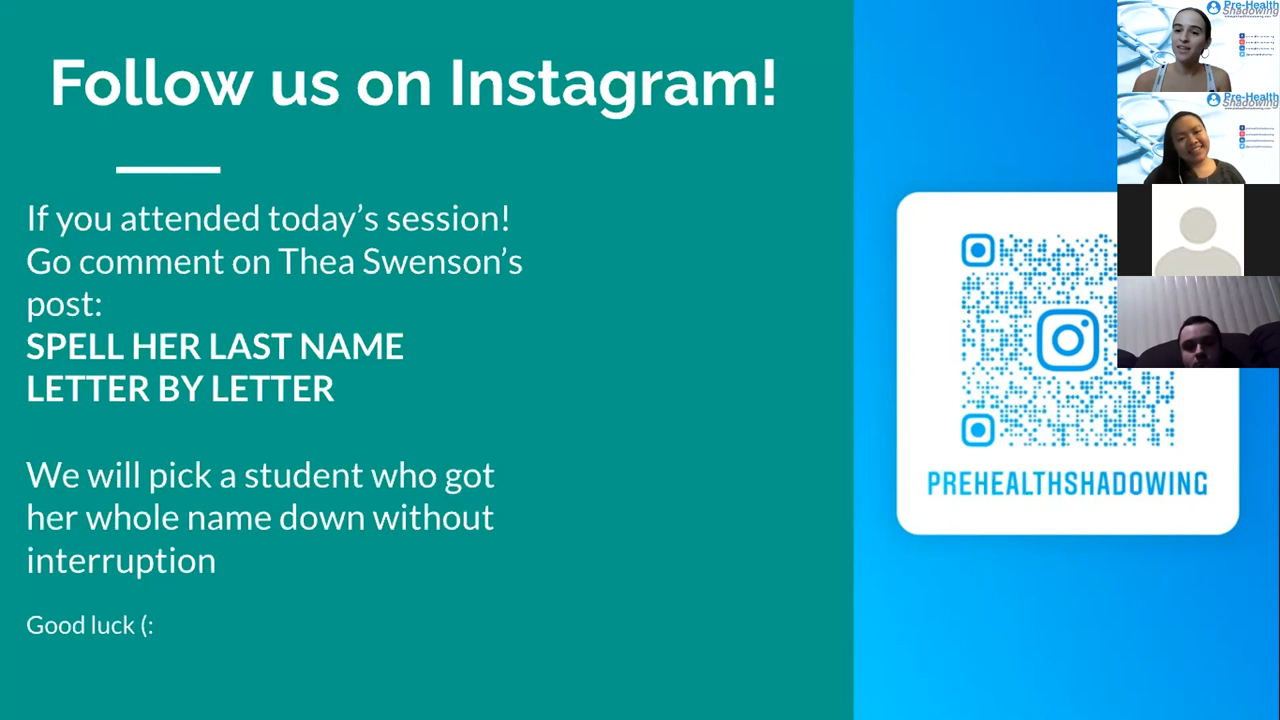 Follow us on Instagram!
If you attended today’s session!
Go comment on Thea Swenson’s
post:
SPELL HER LAST NAME
LETTER BY LETTER
We will pick a student who got
her whole name down without
interruption
Good luck (:
PREHEALTHSHADOWING
Pre-Health
Shadowing
Pre-Health
Shadowing